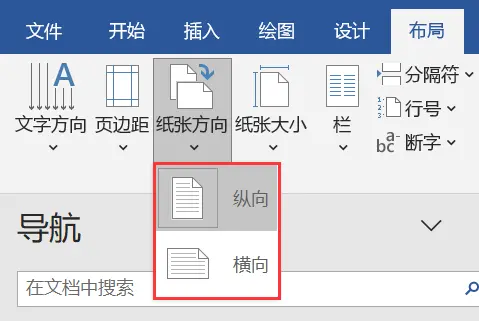 文件 开始 插入 绘图 设计 布局
文字方向 页边距 纸张方向 纸张大小 栏 分隔符
行号
a-
bc 断字
纵向
导航
横向
在文档中搜索